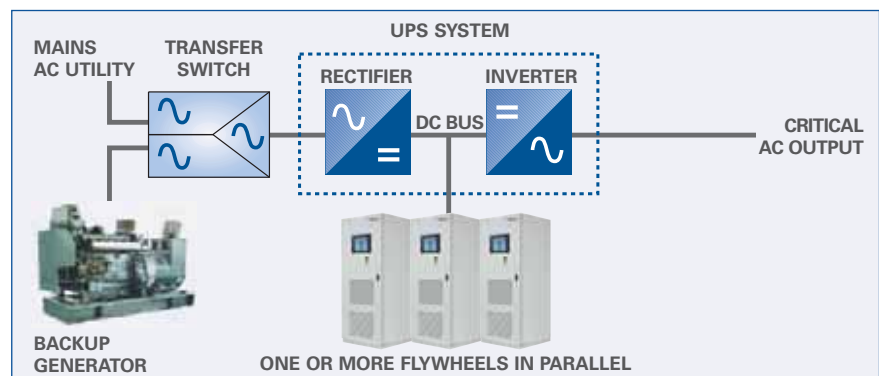 UPS SYSTEM
MAINS
AC UTILITY
TRANSFER
SWITCH
RECTIFIER
INVERTER
DC BUS
CRITICAL
AC OUTPUT
BACKUP
GENERATOR
ONE OR MORE FLYWHEELS IN PARALLEL